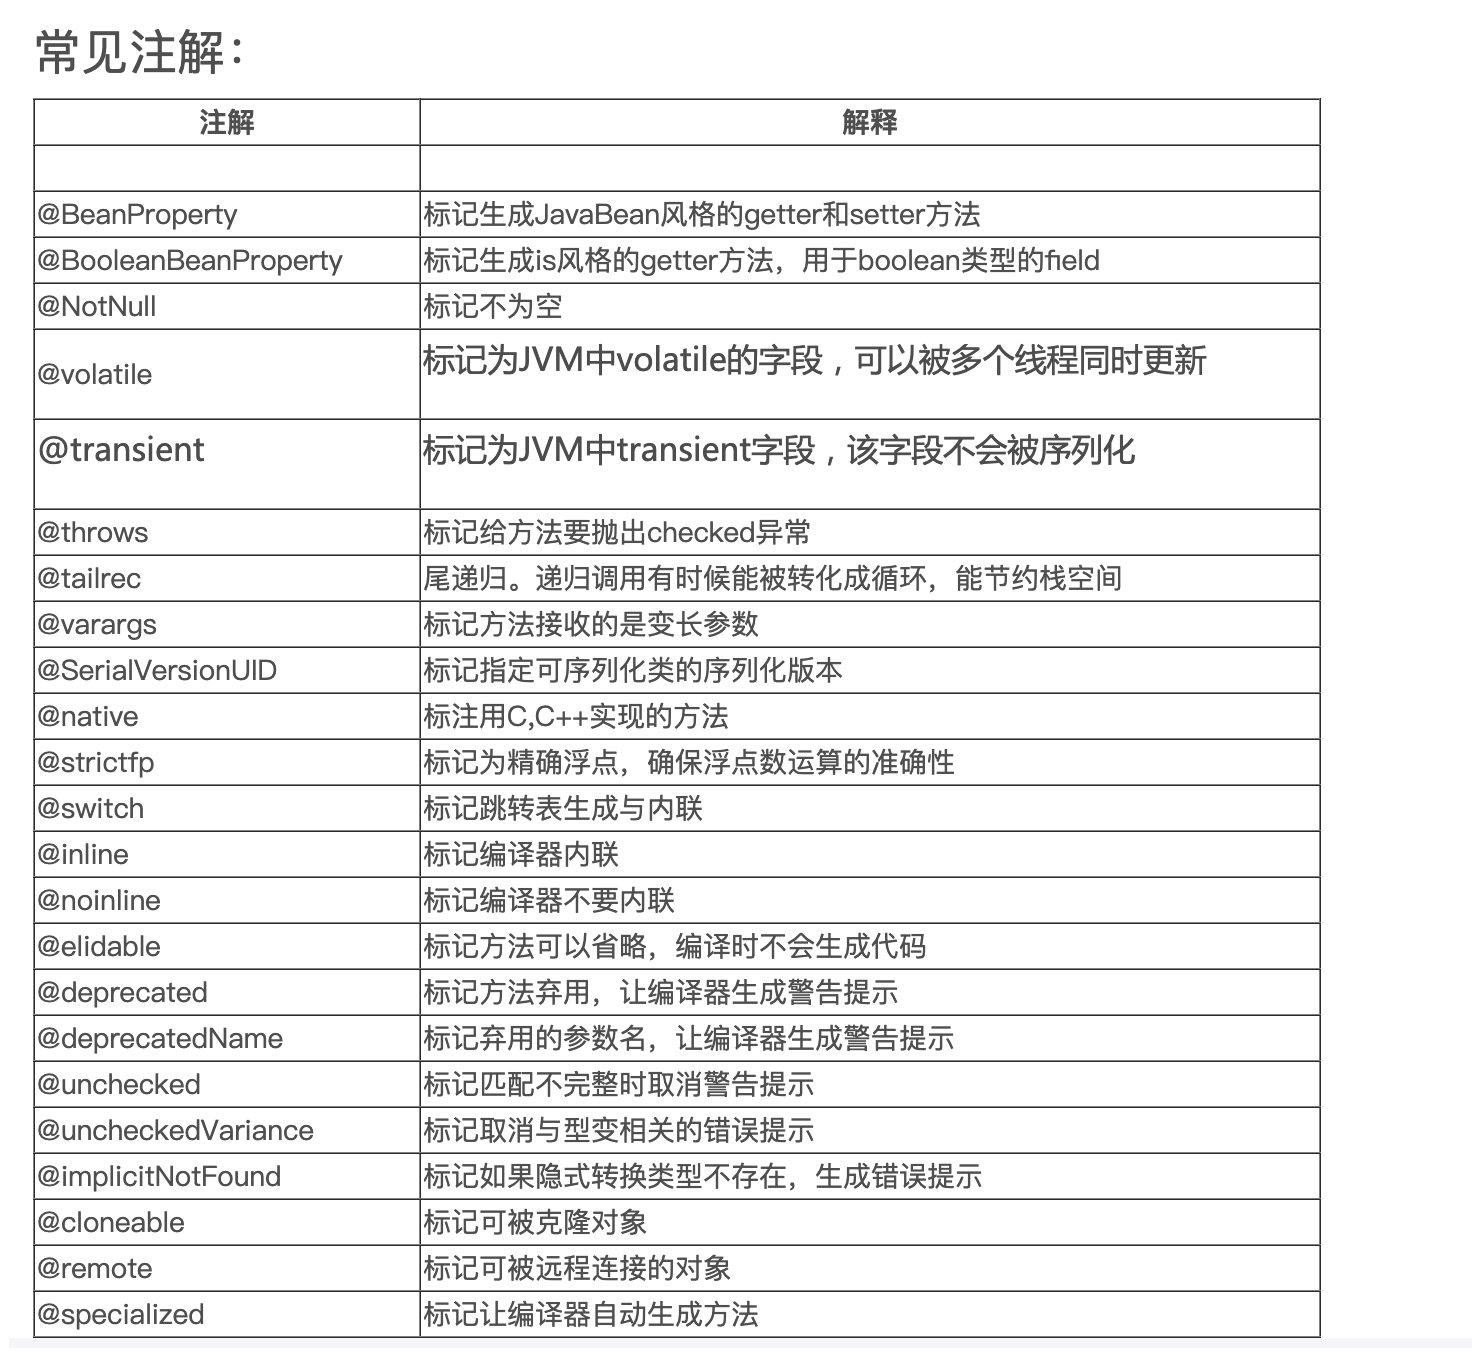 常见注解：
注解 解释
@BeanProperty 标记生成JavaBean风格的getter和setter方法
@BooleanBeanProperty 标记生成is风格的getter方法，用于boolean类型的field
@NotNull 标记不为空
@volatile 标记为JVM中volatile的字段，可以被多个线程同时更新
@transient 标记为JVM中transient字段，该字段不会被序列化
@throws 标记给方法要抛出checked异常
@tailrec 尾递归。递归调用有时候能被转化成循环，能节约栈空间
@varargs 标记方法接收的是变长参数
@SerialVersionUID 标记指定可序列化类的序列化版本
@native 标注用C,C++实现的方法
@strictfp 标记为精确浮点，确保浮点数运算的准确性
@switch 标记跳转表生成与内联
@inline 标记编译器内联
@noinline 标记编译器不要内联
@elidable 标记方法可以省略，编译时不会生成代码
@deprecated 标记方法弃用，让编译器生成警告提示
@deprecatedName 标记弃用的参数名，让编译器生成警告提示
@unchecked 标记匹配不完整时取消警告提示
@uncheckedVariance 标记取消与型变相关的错误提示
@implicitNotFound 标记如果隐式转换类型不存在，生成错误提示
@cloneable 标记可被克隆对象
@remote 标记可被远程连接的对象
@specialized 标记让编译器自动生成方法